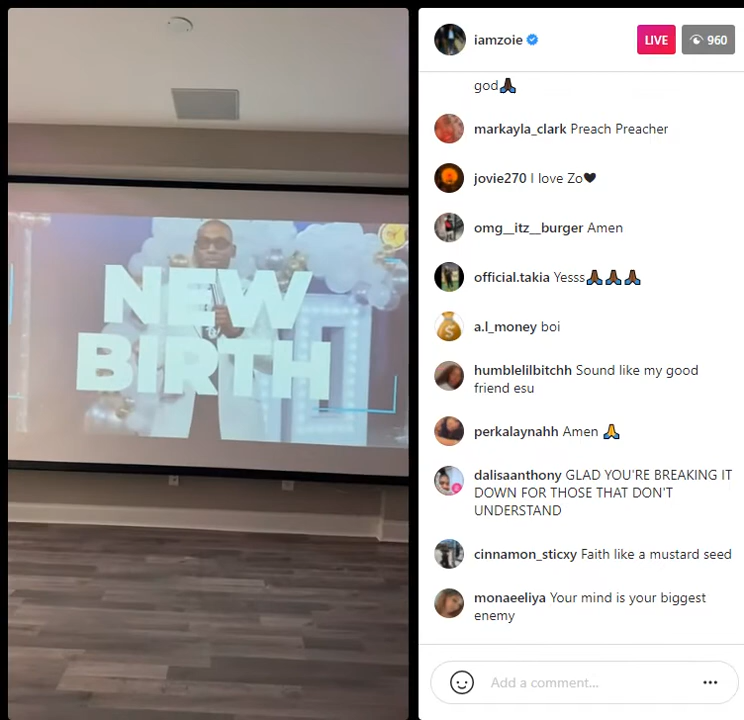 NEW
BIRTH
iamzoie
LIVE
960
god🙏🏿
markayla_clark Preach Preacher
jovie270 I love Zo🖤
omg__itz__burger Amen
official.takia Yesss🙏🏿🙏🏿🙏🏿
a.l_money boi
humblelilbitchh Sound like my good
friend esu
perkalaynahh Amen 🙏
dalisaanthony GLAD YOU'RE BREAKING IT
DOWN FOR THOSE THAT DON'T
UNDERSTAND
cinnamon_sticxy Faith like a mustard seed
monaeeliya Your mind is your biggest
enemy
Add a comment...